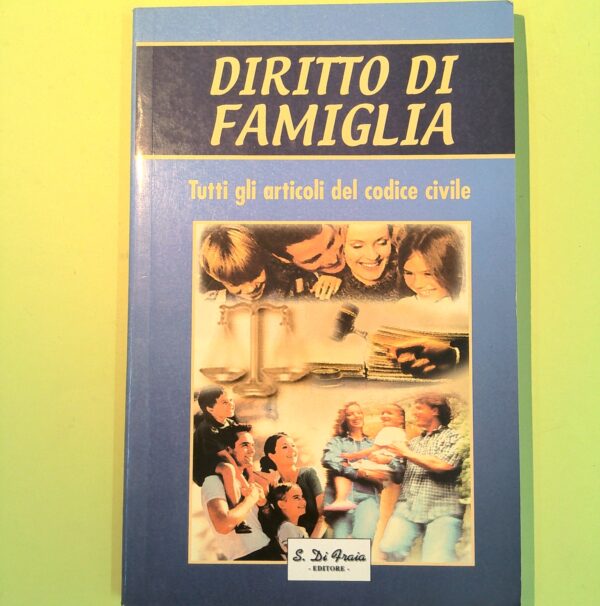 DIRITTO DI
FAMIGLIA
Tutti gli articoli del codice civile
S. Di Fraia
- EDITORE -